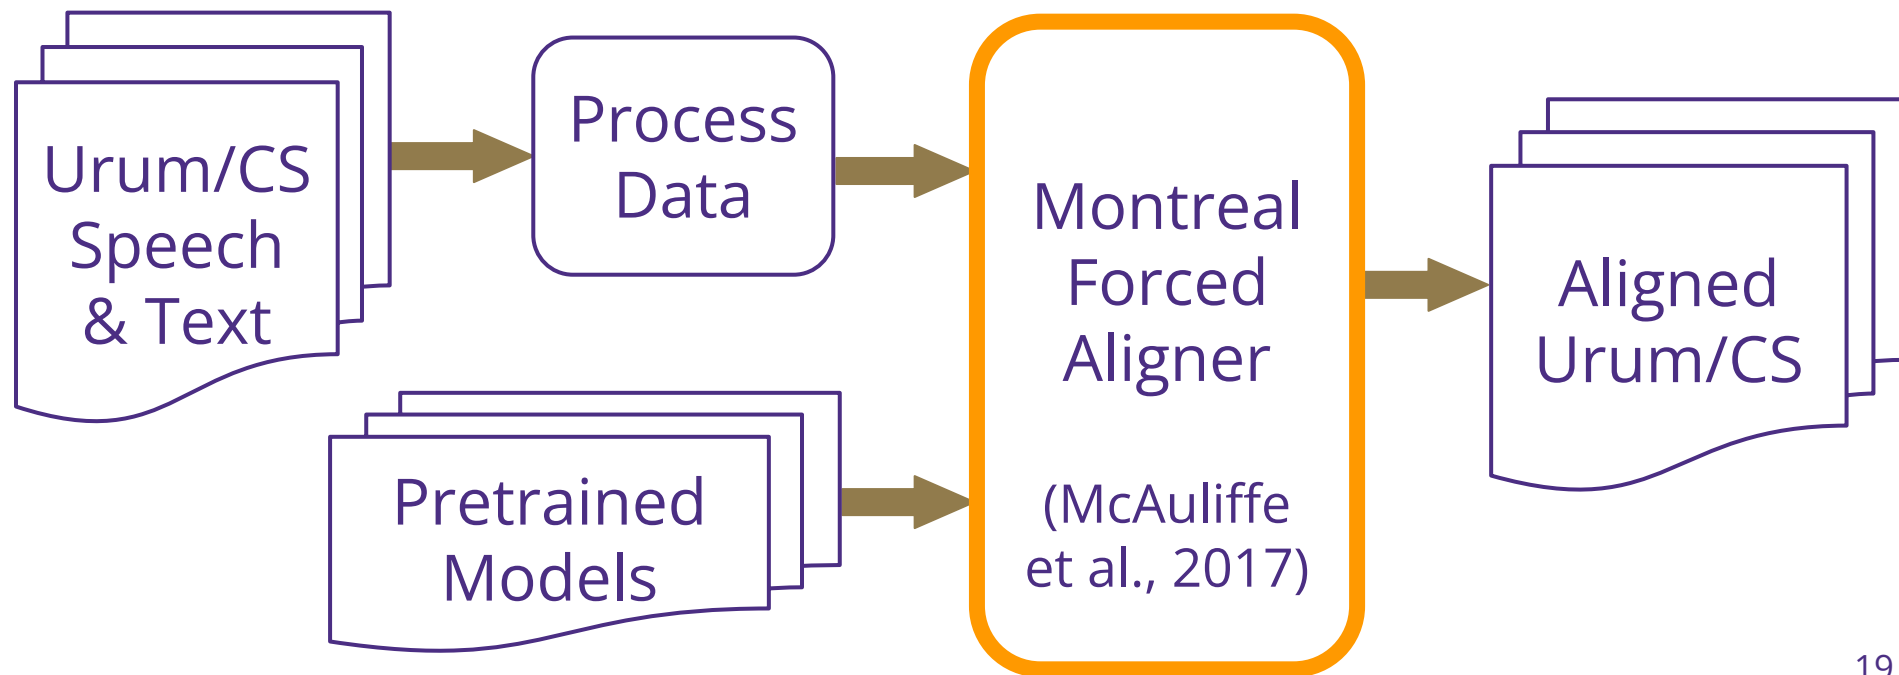 Urum/CS
Speech
& Text
Process
Data
Pretrained
Models
Montreal
Forced
Aligner
(McAuliffe
et al., 2017)
Aligned
Urum/CS
19